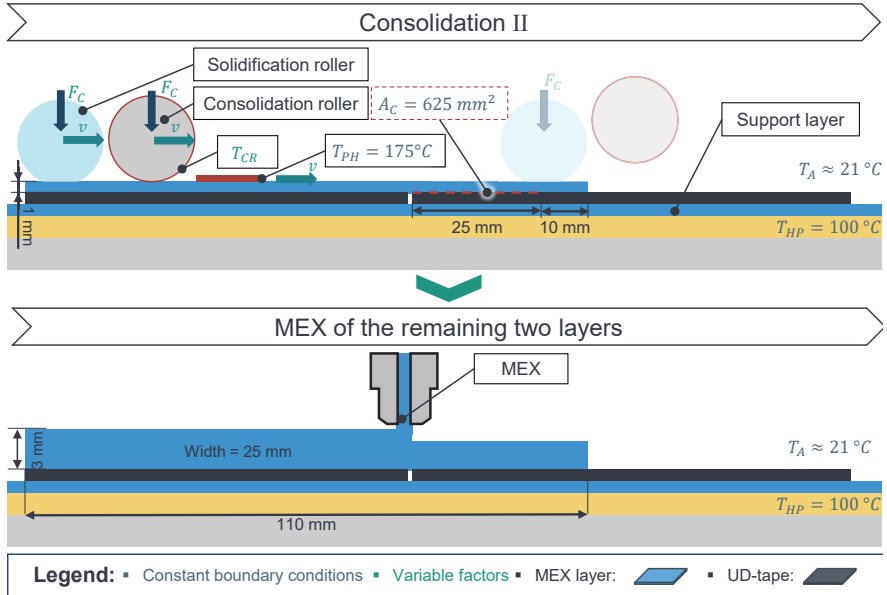 Consolidation II
Solidification roller
F_C
F_C
F_C
Consolidation roller
A_C = 625 mm²
v
v
Support layer
T_CR
T_PH = 175°C
v
T_A ≈ 21 °C
1 mm
25 mm
10 mm
T_HP = 100 °C
MEX of the remaining two layers
MEX
3 mm
Width = 25 mm
T_A ≈ 21 °C
T_HP = 100 °C
110 mm
Legend: ▪ Constant boundary conditions ▪ Variable factors ▪ MEX layer: ▪ UD-tape: